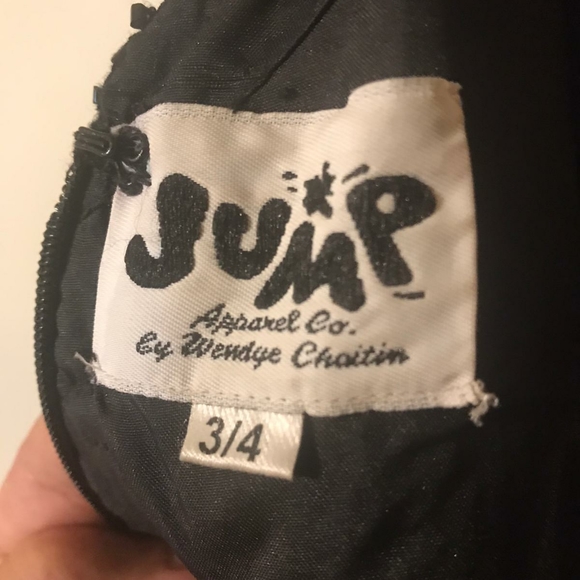 JUMP
Apparel Co.
by Wendye Chaitin
3/4